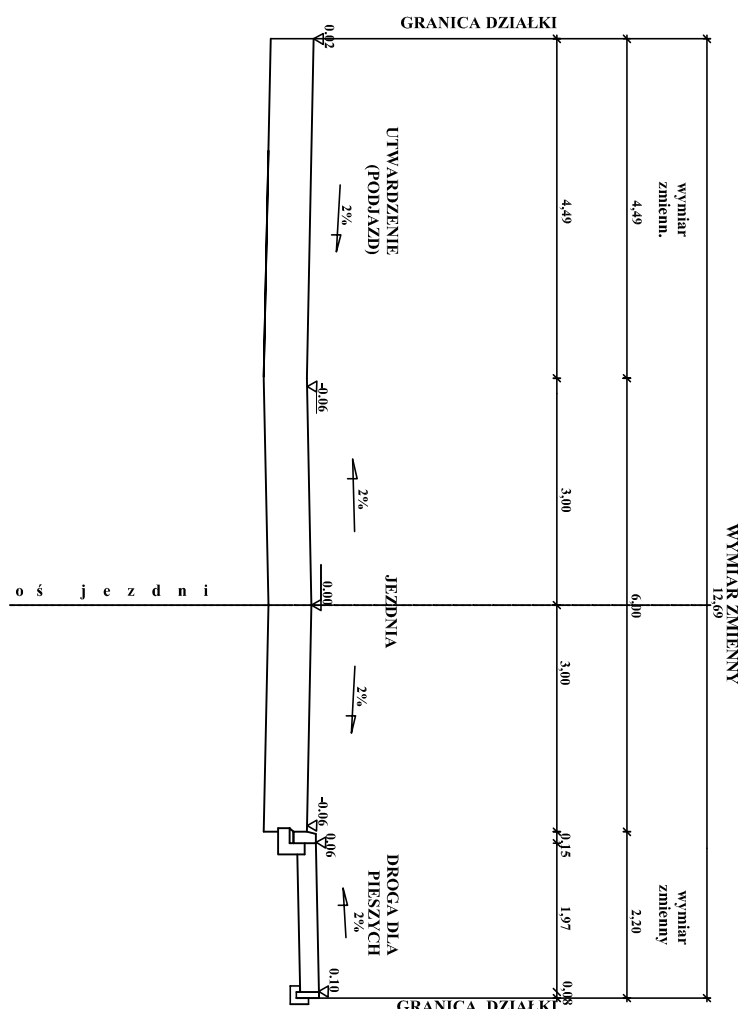 GRANICA DZIAŁKI
0.02
UTWARDZENIE
(PODJAZD)
2%
4,49
4,49
wymiar
zmienn.
-0.06
2%
3,00
WYMIAR ZMIENNY
12,69
6,00
oś jezdni
0.00
JEZDNIA
2%
3,00
-0.06
0.06
0,15
DROGA DLA
PIESZYCH
2%
1,97
2,20
wymiar
zmienny
0.10
0,08
GRANICA DZIAŁKI